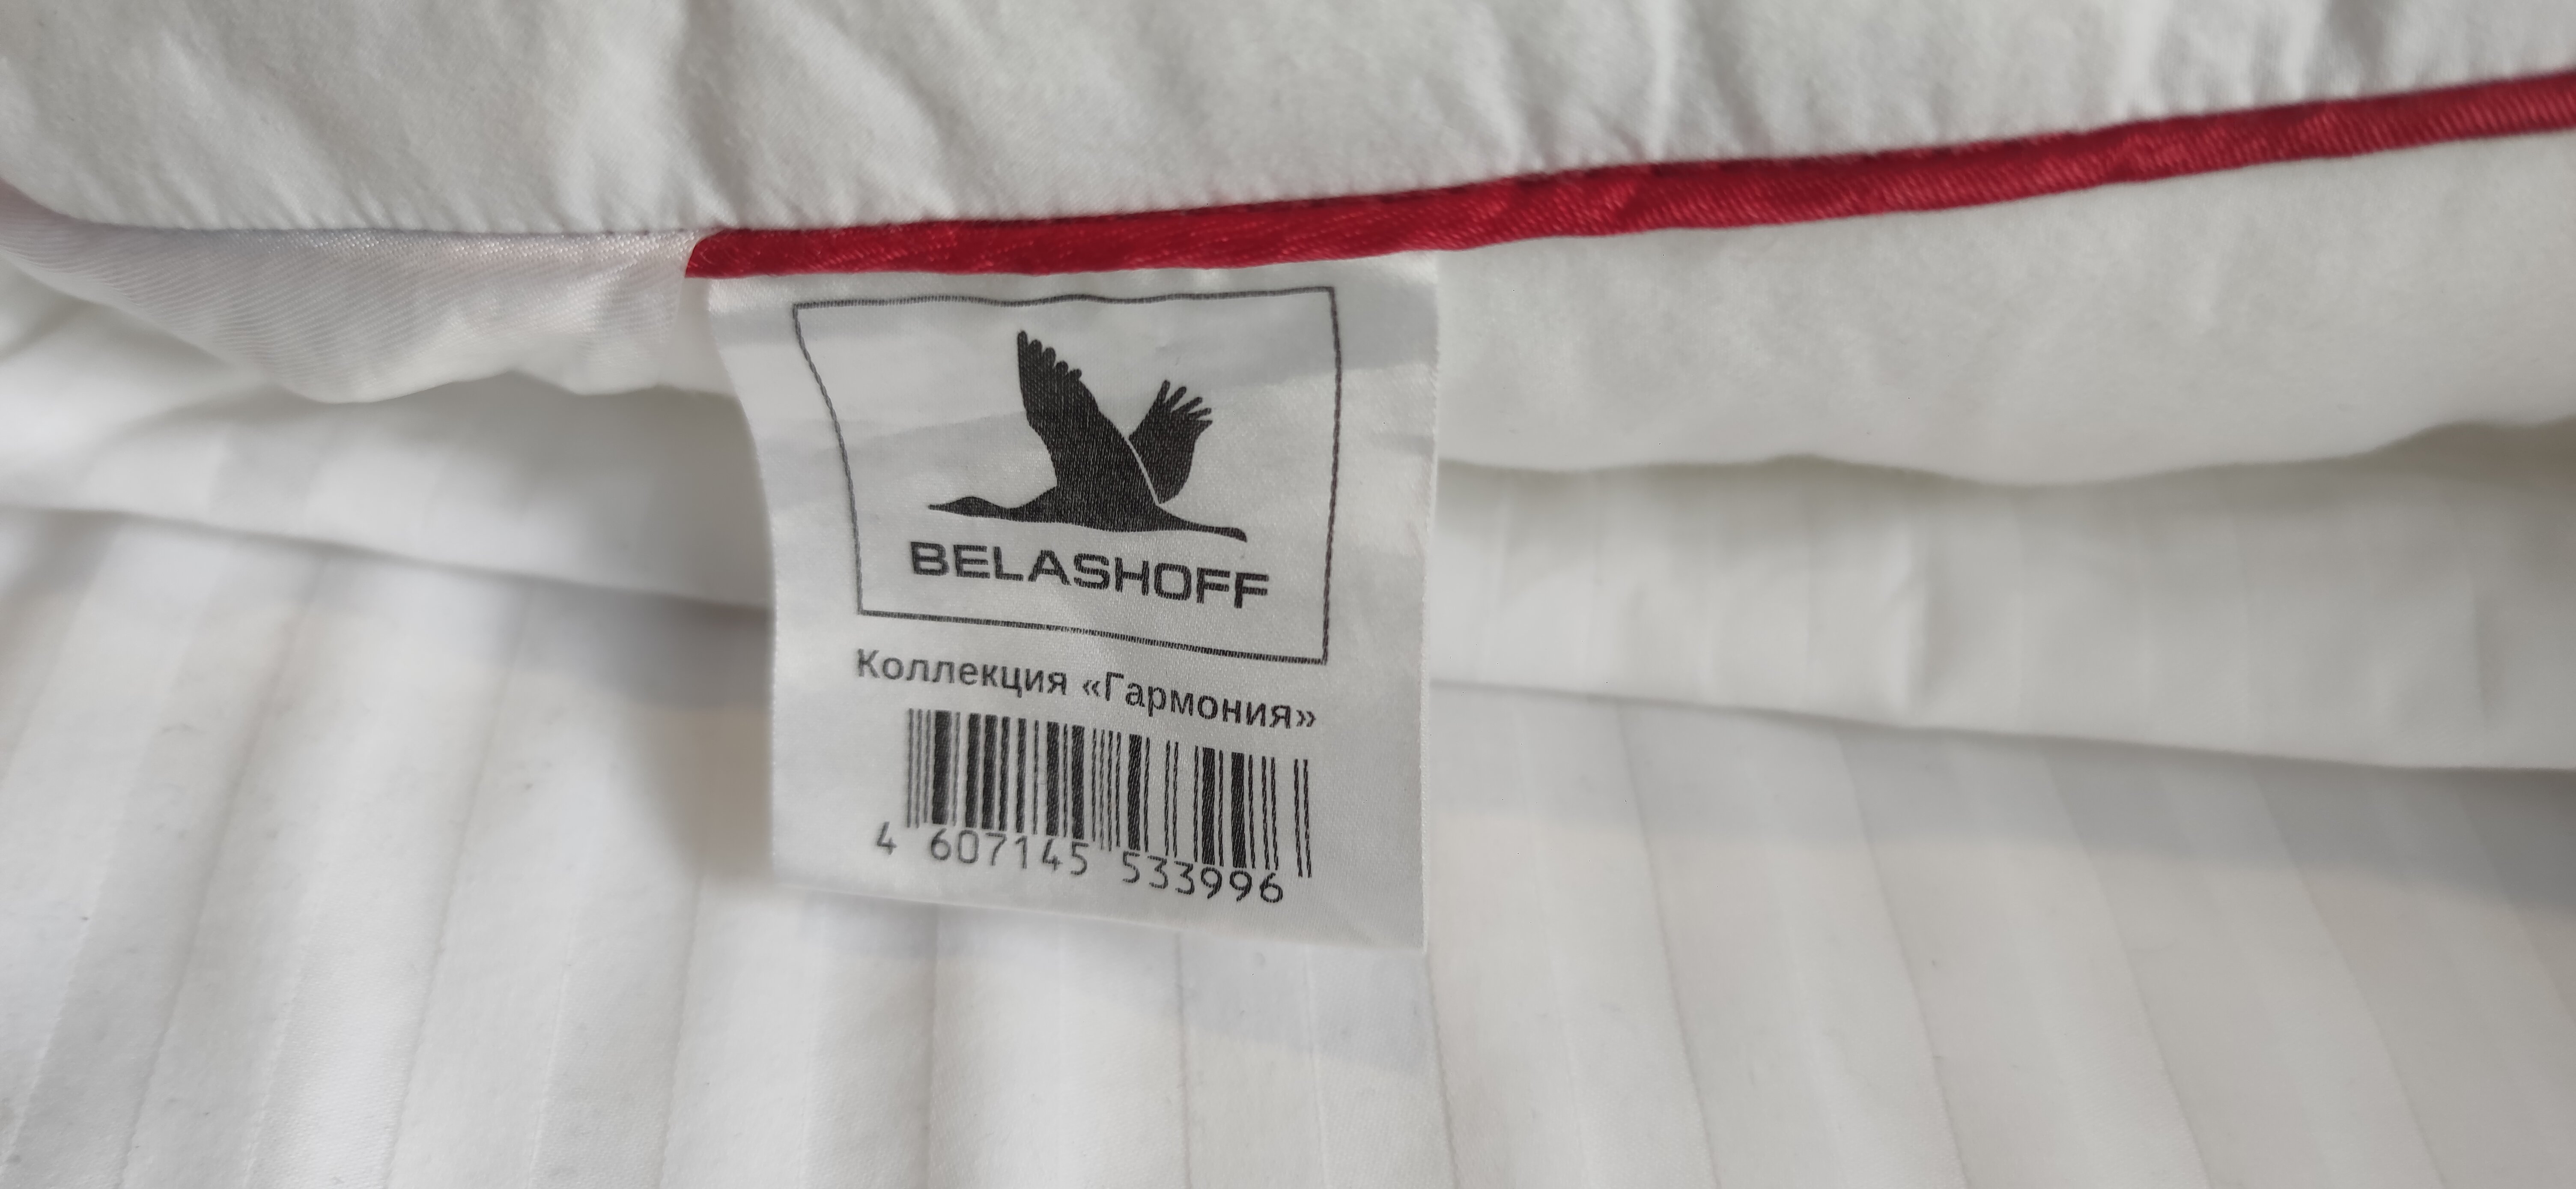 BELASHOFF
Коллекция «Гармония»
4 607145 533996